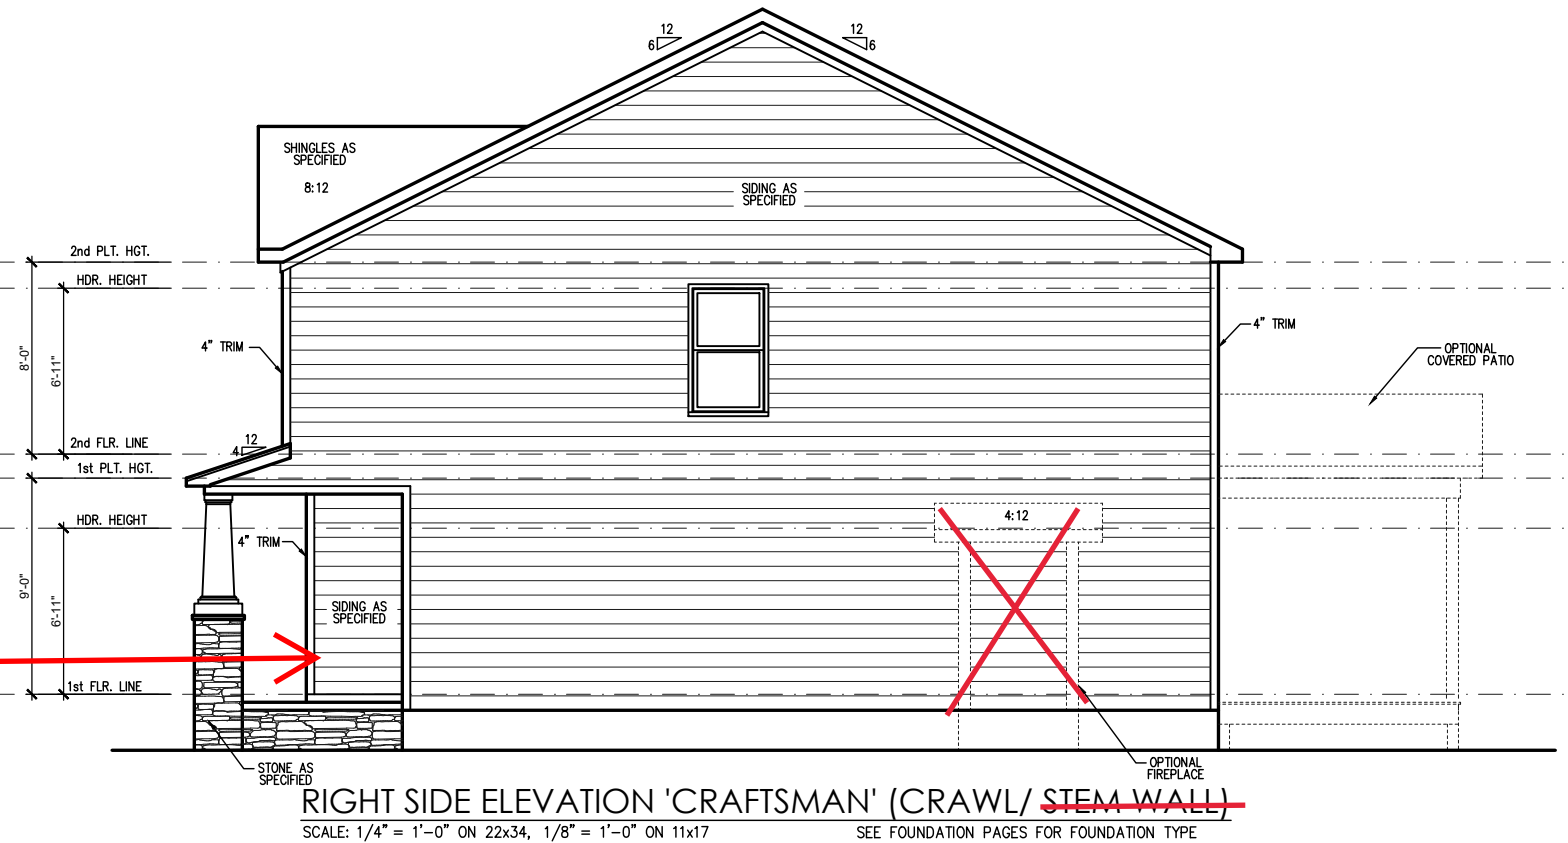 12
6
12
6
SHINGLES AS
SPECIFIED
8:12
SIDING AS
SPECIFIED
2nd PLT. HGT.
HDR. HEIGHT
4" TRIM
4" TRIM
8'-0"
6'-11"
OPTIONAL
COVERED PATIO
2nd FLR. LINE
12
4
1st PLT. HGT.
HDR. HEIGHT
4:12
4" TRIM
9'-0"
6'-11"
SIDING AS
SPECIFIED
1st FLR. LINE
STONE AS
SPECIFIED
OPTIONAL
FIREPLACE
RIGHT SIDE ELEVATION 'CRAFTSMAN' (CRAWL/ STEM WALL)
SCALE: 1/4" = 1'-0" ON 22x34, 1/8" = 1'-0" ON 11x17
SEE FOUNDATION PAGES FOR FOUNDATION TYPE